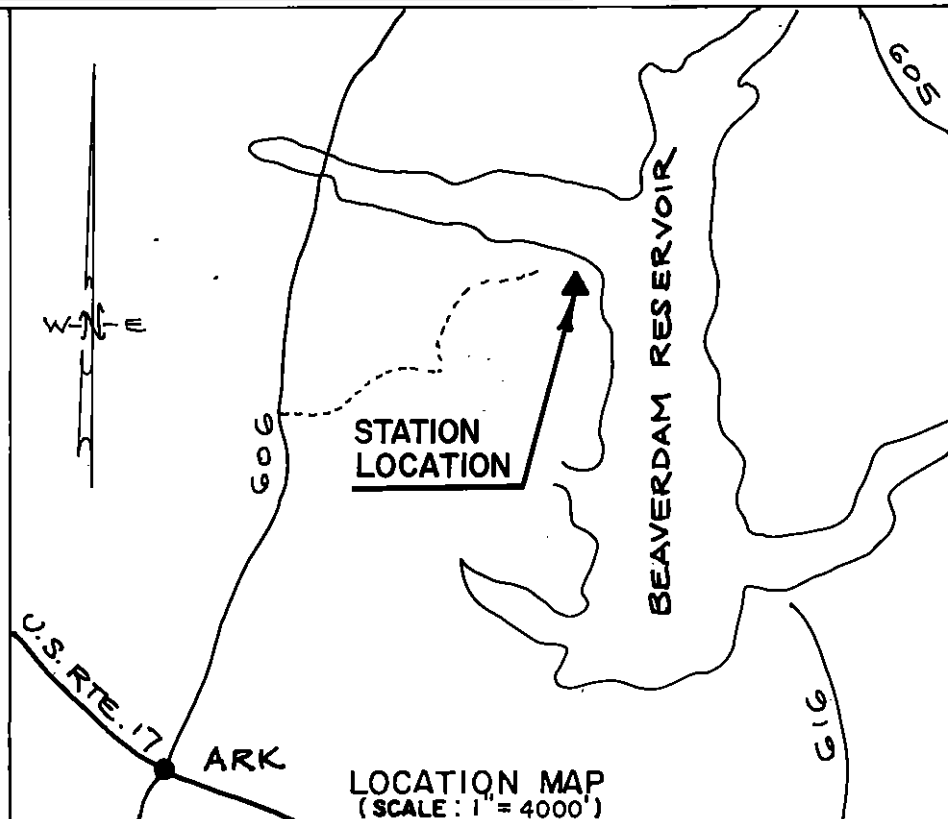 605
W N E
BEAVERDAM RESERVOIR
606
STATION
LOCATION
U.S. RTE. 17
ARK
616
LOCATION MAP
(SCALE: 1" = 4000')